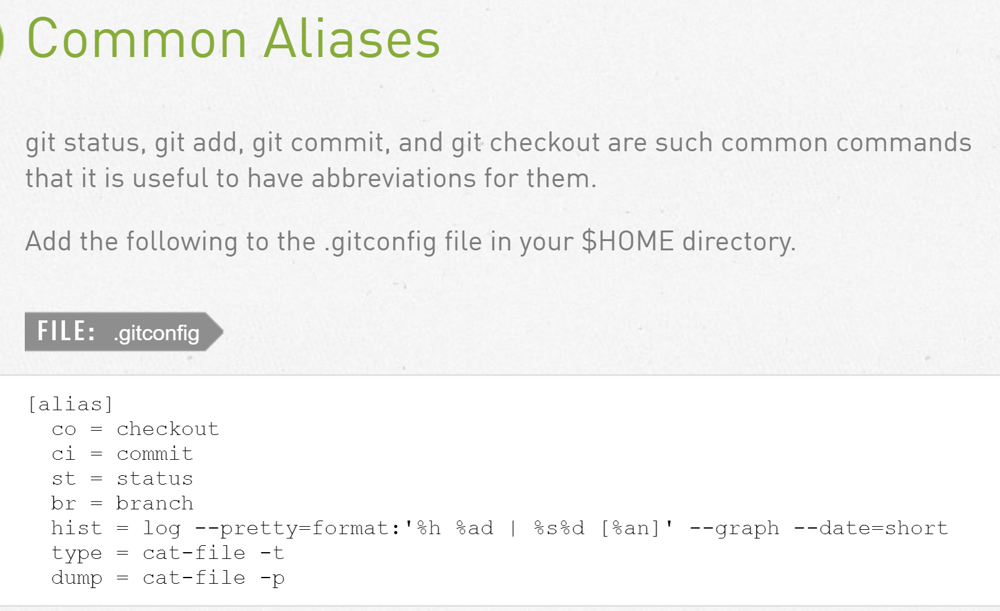 Common Aliases
git status, git add, git commit, and git checkout are such common commands
that it is useful to have abbreviations for them.
Add the following to the .gitconfig file in your $HOME directory.
FILE: .gitconfig
[alias]
  co = checkout
  ci = commit
  st = status
  br = branch
  hist = log --pretty=format:'%h %ad | %s%d [%an]' --graph --date=short
  type = cat-file -t
  dump = cat-file -p